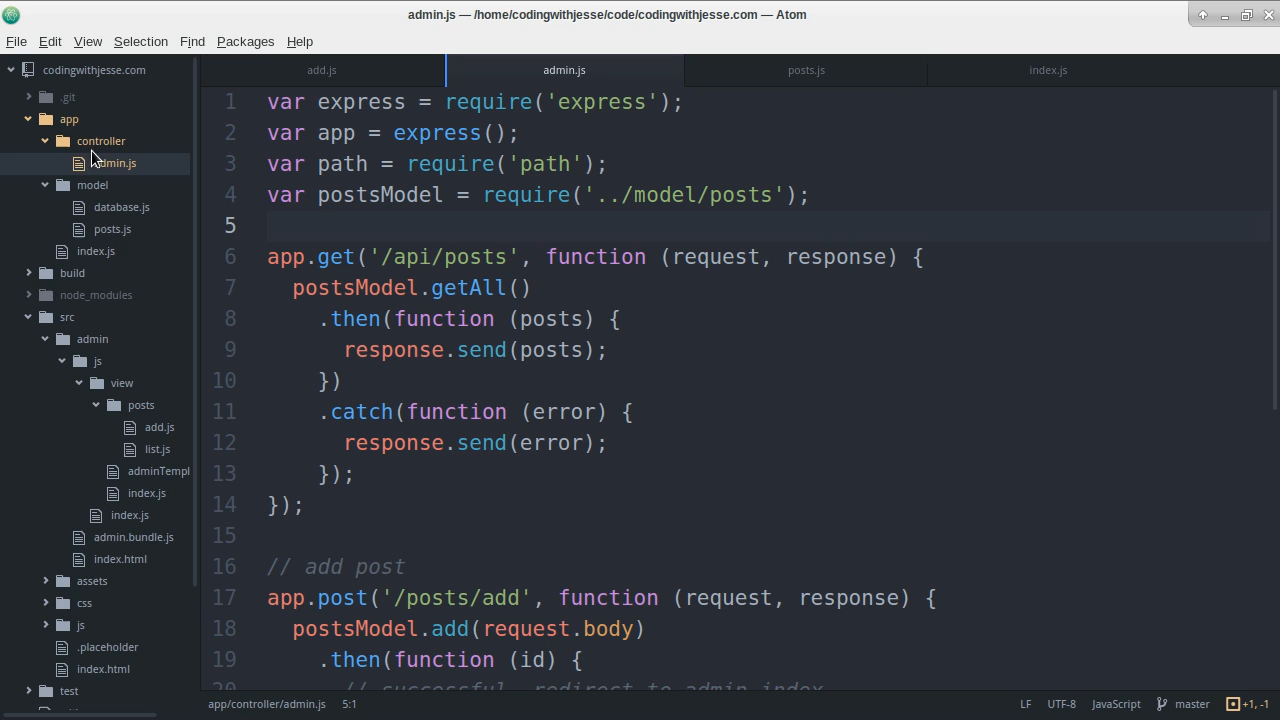 admin.js — /home/codingwithjesse/code/codingwithjesse.com — Atom
File Edit View Selection Find Packages Help
codingwithjesse.com
.git
app
controller
admin.js
model
database.js
posts.js
index.js
build
node_modules
src
admin
js
view
posts
add.js
list.js
adminTempl
index.js
index.js
admin.bundle.js
index.html
assets
css
js
.placeholder
index.html
test
add.js admin.js posts.js index.js
1 var express = require('express');
2 var app = express();
3 var path = require('path');
4 var postsModel = require('../model/posts');
5
6 app.get('/api/posts', function (request, response) {
7 postsModel.getAll()
8 .then(function (posts) {
9 response.send(posts);
10 })
11 .catch(function (error) {
12 response.send(error);
13 });
14 });
15
16 // add post
17 app.post('/posts/add', function (request, response) {
18 postsModel.add(request.body)
19 .then(function (id) {
20 // successful, redirect to admin index
app/controller/admin.js 5:1 LF UTF-8 JavaScript master +1, -1